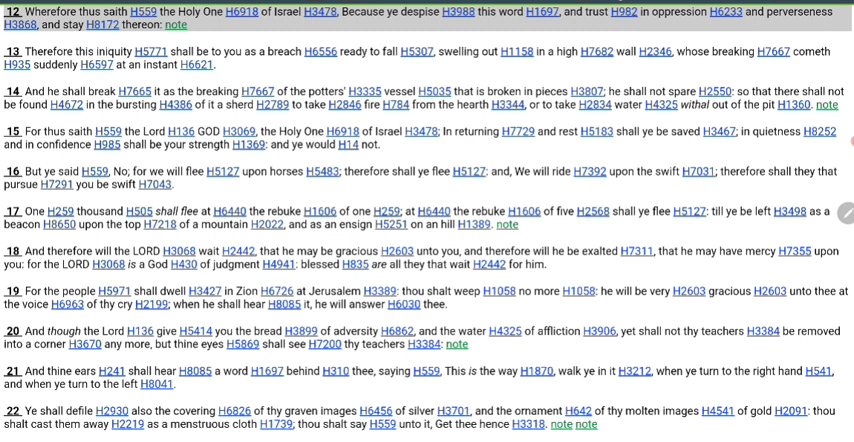 12 Wherefore thus saith H559 the Holy One H6918 of Israel H3478, Because ye despise H3988 this word H1697, and trust H982 in oppression H6233 and perverseness
H3868, and stay H8172 thereon: note
13 Therefore this iniquity H5771 shall be to you as a breach H6556 ready to fall H5307, swelling out H1158 in a high H7682 wall H2346, whose breaking H7667 cometh
H935 suddenly H6597 at an instant H6621.
14 And he shall break H7665 it as the breaking H7667 of the potters' H3335 vessel H5035 that is broken in pieces H3807; he shall not spare H2550: so that there shall not
be found H4672 in the bursting H4386 of it a sherd H2789 to take H2846 fire H784 from the hearth H3344, or to take H2834 water H4325 withal out of the pit H1360. note
15 For thus saith H559 the Lord H136 GOD H3069, the Holy One H6918 of Israel H3478; In returning H7729 and rest H5183 shall ye be saved H3467; in quietness H8252
and in confidence H985 shall be your strength H1369: and ye would H14 not.
16 But ye said H559, No; for we will flee H5127 upon horses H5483; therefore shall ye flee H5127: and, We will ride H7392 upon the swift H7031; therefore shall they that
pursue H7291 you be swift H7043.
17 One H259 thousand H505 shall flee at H6440 the rebuke H1606 of one H259; at H6440 the rebuke H1606 of five H2568 shall ye flee H5127: till ye be left H3498 as a
beacon H8650 upon the top H7218 of a mountain H2022, and as an ensign H5251 on an hill H1389. note
18 And therefore will the LORD H3068 wait H2442, that he may be gracious H2603 unto you, and therefore will he be exalted H7311, that he may have mercy H7355 upon
you: for the LORD H3068 is a God H430 of judgment H4941: blessed H835 are all they that wait H2442 for him.
19 For the people H5971 shall dwell H3427 in Zion H6726 at Jerusalem H3389: thou shalt weep H1058 no more H1058: he will be very H2603 gracious H2603 unto thee at
the voice H6963 of thy cry H2199; when he shall hear H8085 it, he will answer H6030 thee.
20 And though the Lord H136 give H5414 you the bread H3899 of adversity H6862, and the water H4325 of affliction H3906, yet shall not thy teachers H3384 be removed
into a corner H3670 any more, but thine eyes H5869 shall see H7200 thy teachers H3384: note
21 And thine ears H241 shall hear H8085 a word H1697 behind H310 thee, saying H559, This is the way H1870, walk ye in it H3212, when ye turn to the right hand H541,
and when ye turn to the left H8041.
22 Ye shall defile H2930 also the covering H6826 of thy graven images H6456 of silver H3701, and the ornament H642 of thy molten images H4541 of gold H2091: thou
shalt cast them away H2219 as a menstruous cloth H1739; thou shalt say H559 unto it, Get thee hence H3318. note note